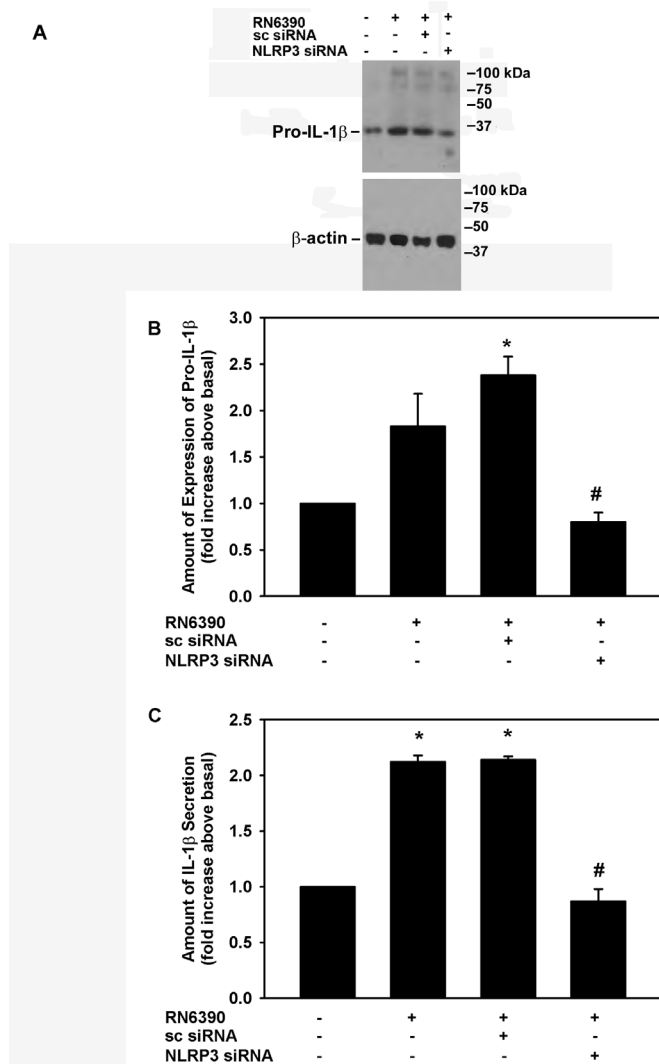 A
RN6390 - + + +
sc siRNA - - + -
NLRP3 siRNA - - - +
–100 kDa
–75
–50
–37
Pro-IL-1β –
–100 kDa
–75
–50
–37
β-actin –
B
Amount of Expression of Pro-IL-1β
(fold increase above basal)
3.0
2.5
2.0
1.5
1.0
0.5
0.0
*
#
RN6390 - + + +
sc siRNA - - + -
NLRP3 siRNA - - - +
C
Amount of IL-1β Secretion
(fold increase above basal)
2.5
2.0
1.5
1.0
0.5
0.0
* *
#
RN6390 - + + +
sc siRNA - - + -
NLRP3 siRNA - - - +